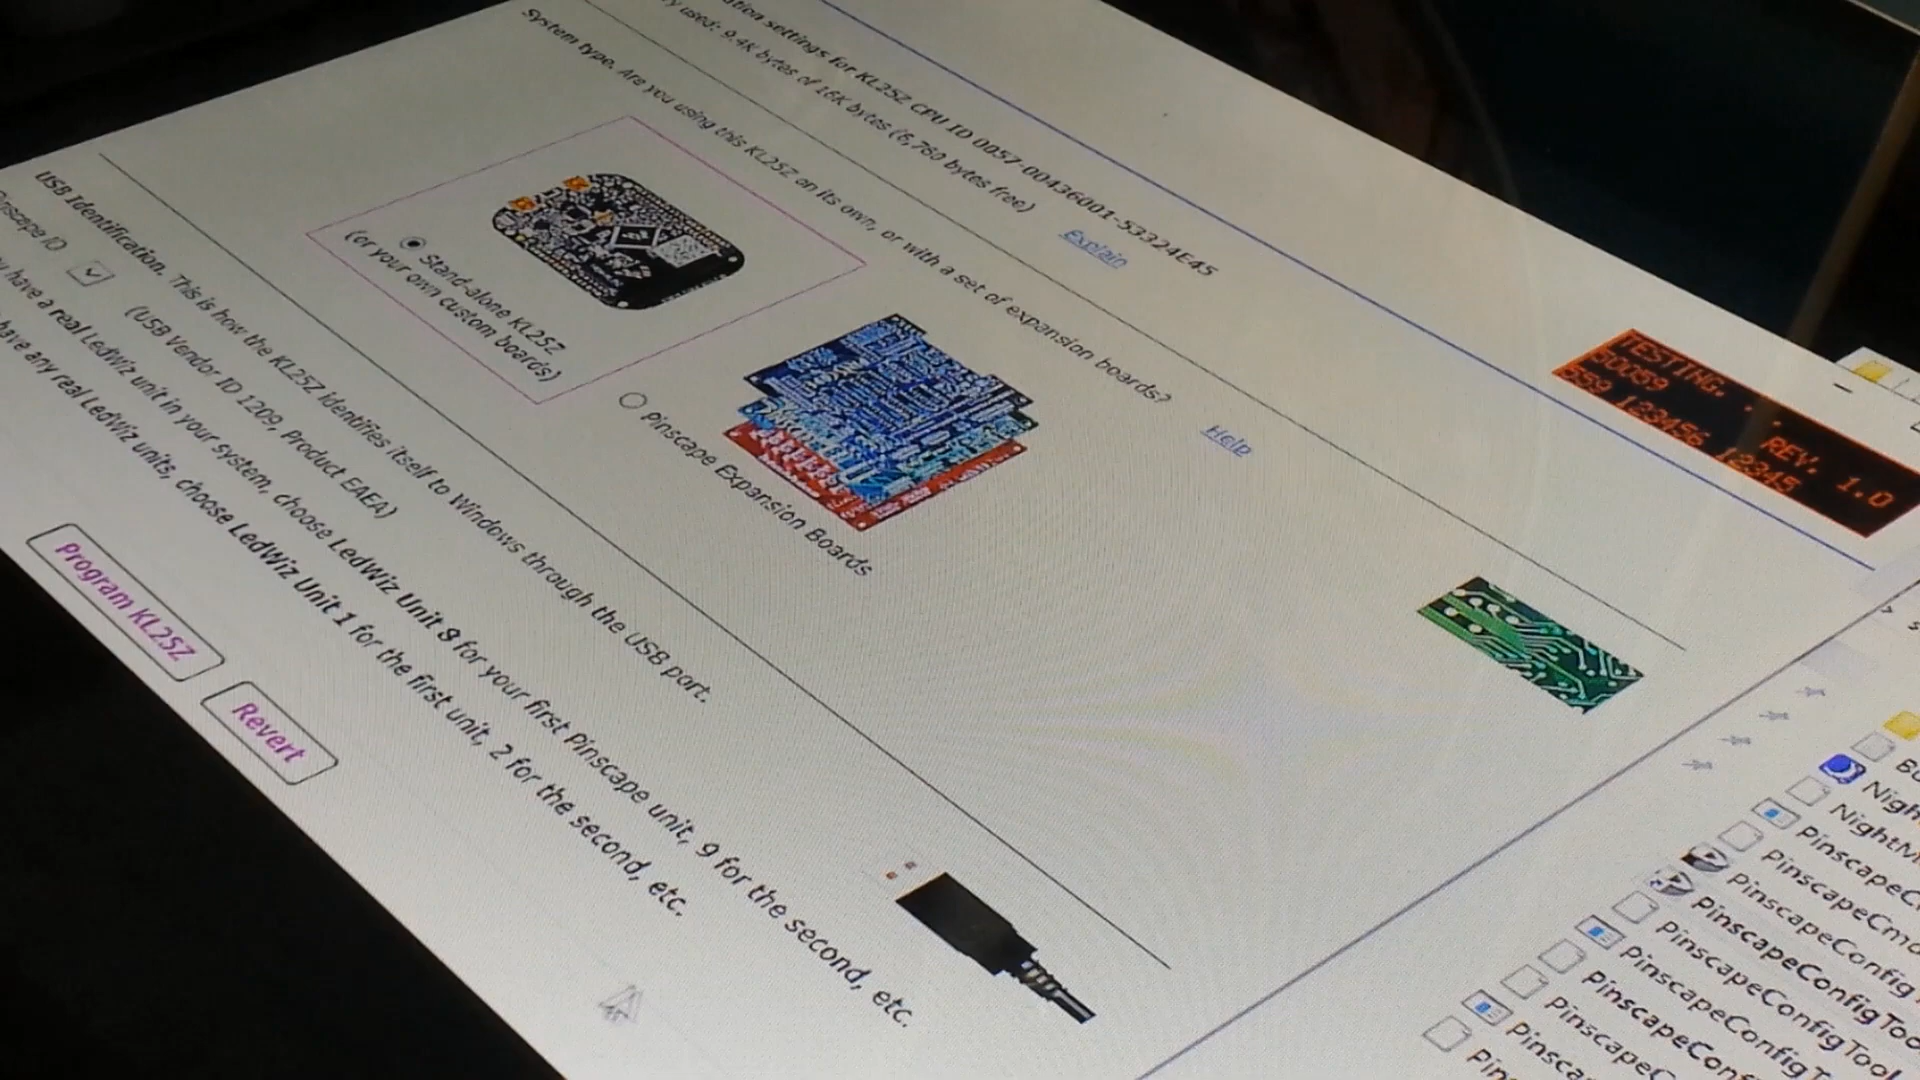 settings for KL25Z CPU ID 0057-00436001-53324E45
used: 9.4K bytes of 16K bytes (6,760 bytes free)
Explain
TESTING. . .
50059 REV. 1.0
559 123456 12345
System type. Are you using this KL25Z on its own, or with a set of expansion boards?
Help
Stand-alone KL25Z
(or your own custom boards)
Pinscape Expansion Boards
USB Identification. This is how the KL25Z identifies itself to Windows through the USB port.
Pinscape ID
(USB Vendor ID 1209, Product EAEA)
have a real LedWiz unit in your system, choose LedWiz Unit 8 for your first Pinscape unit, 9 for the second, etc.
have any real LedWiz units, choose LedWiz Unit 1 for the first unit, 2 for the second, etc.
Program KL25Z
Revert
PinscapeConfigTool